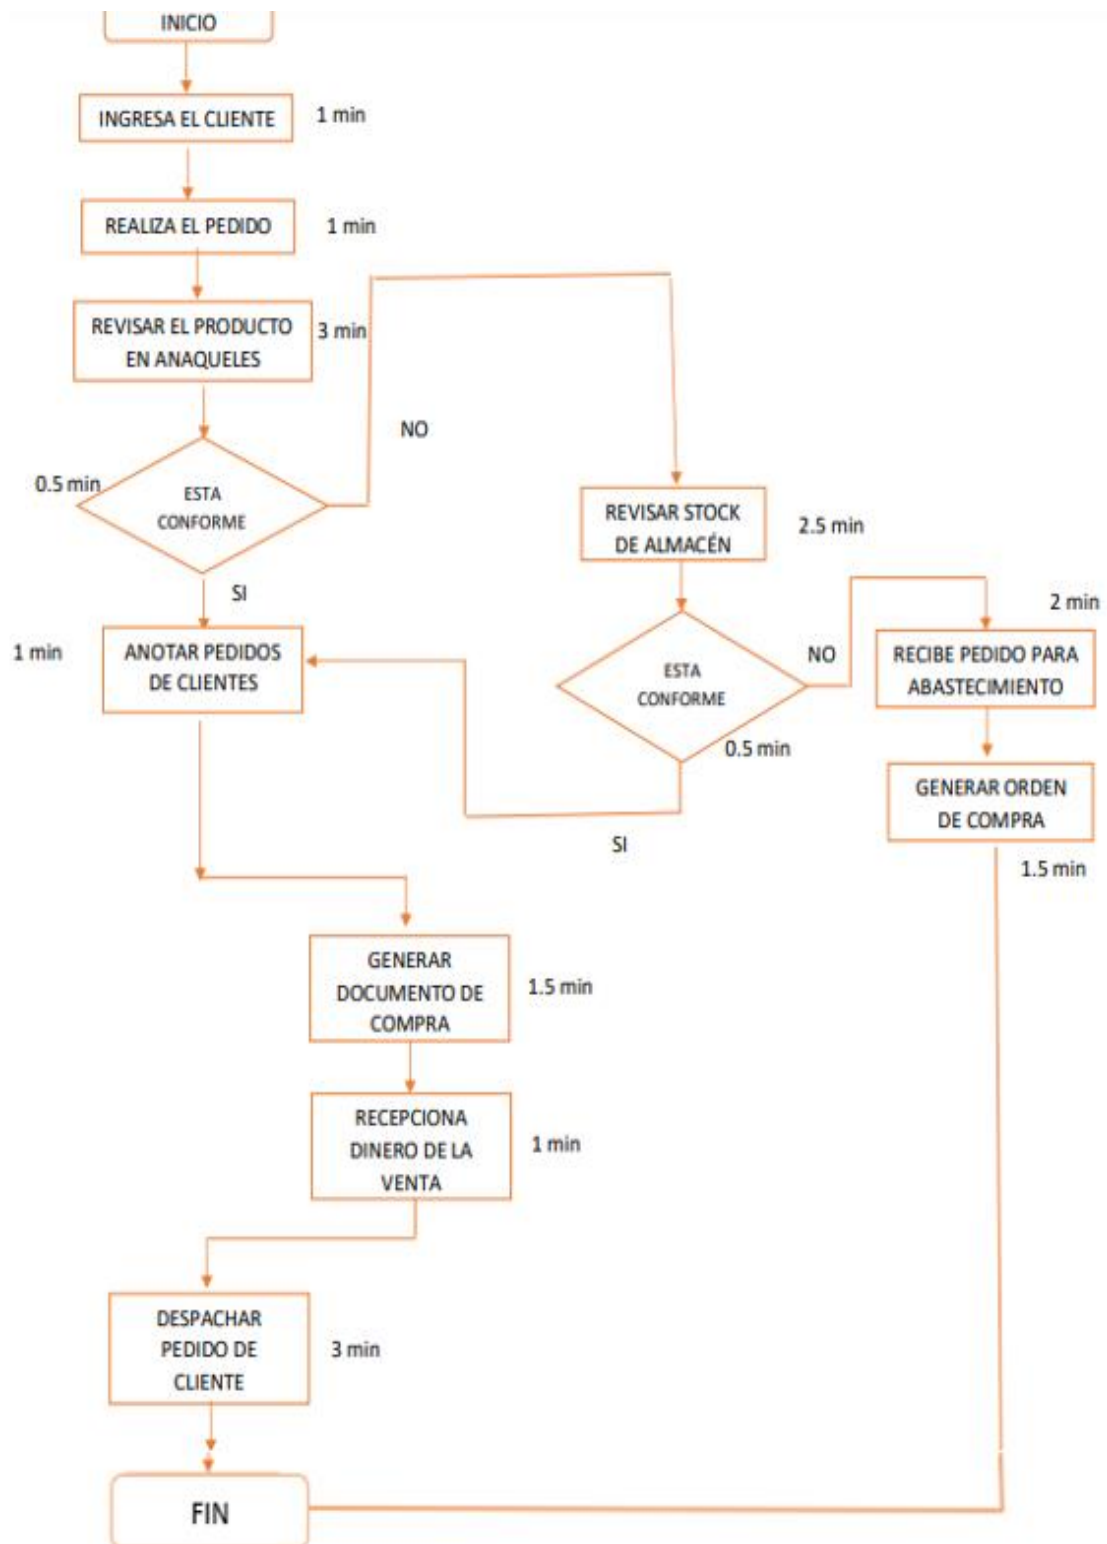 INICIO
INGRESA EL CLIENTE
1 min
REALIZA EL PEDIDO
1 min
REVISAR EL PRODUCTO
EN ANAQUELES
3 min
NO
0.5 min
ESTA
CONFORME
SI
REVISAR STOCK
DE ALMACÉN
2.5 min
2 min
1 min
ANOTAR PEDIDOS
DE CLIENTES
ESTA
CONFORME
NO
RECIBE PEDIDO PARA
ABASTECIMIENTO
0.5 min
SI
GENERAR ORDEN
DE COMPRA
1.5 min
GENERAR
DOCUMENTO DE
COMPRA
1.5 min
RECEPCIONA
DINERO DE LA
VENTA
1 min
DESPACHAR
PEDIDO DE
CLIENTE
3 min
FIN